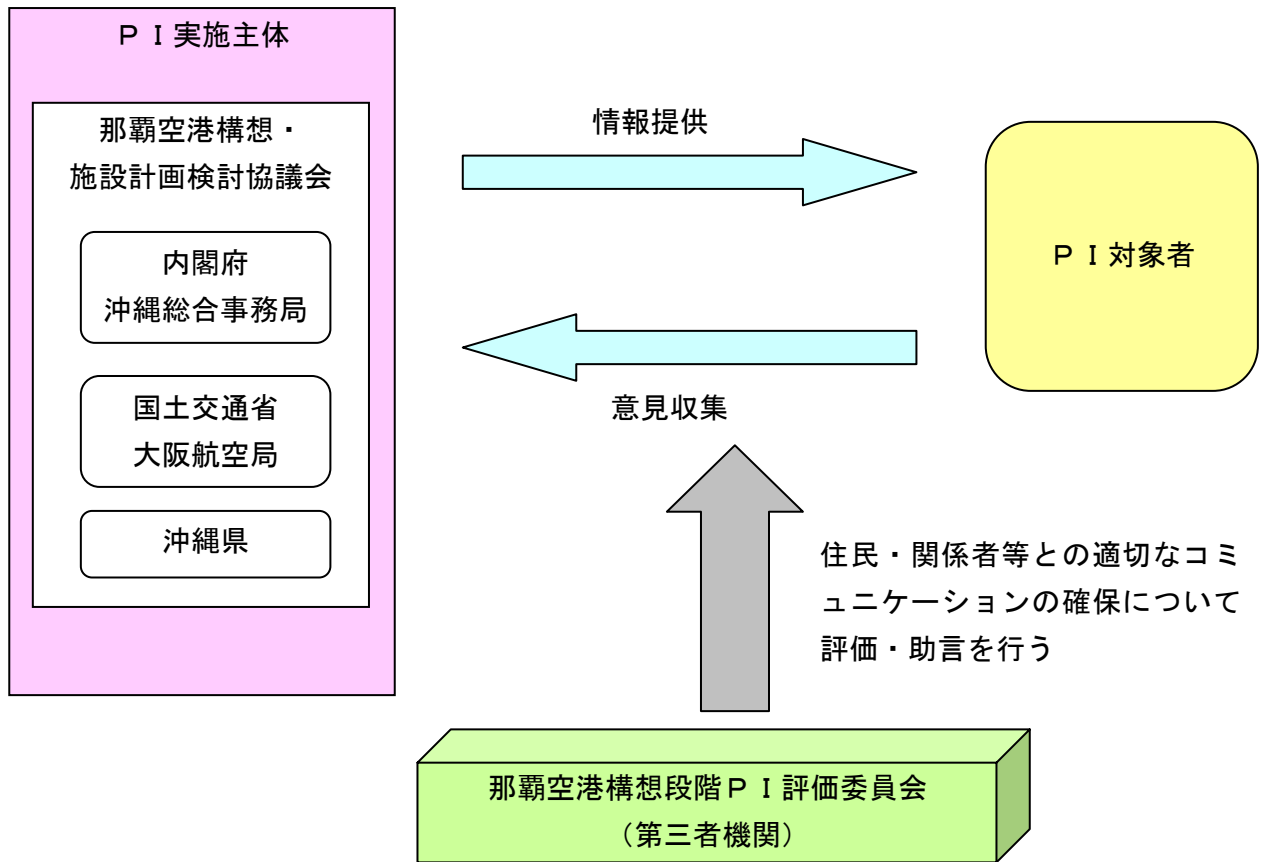 ＰＩ実施主体
那覇空港構想・
施設計画検討協議会
内閣府
沖縄総合事務局
国土交通省
大阪航空局
沖縄県
情報提供
意見収集
ＰＩ対象者
住民・関係者等との適切なコミ
ュニケーションの確保について
評価・助言を行う
那覇空港構想段階ＰＩ評価委員会
（第三者機関）